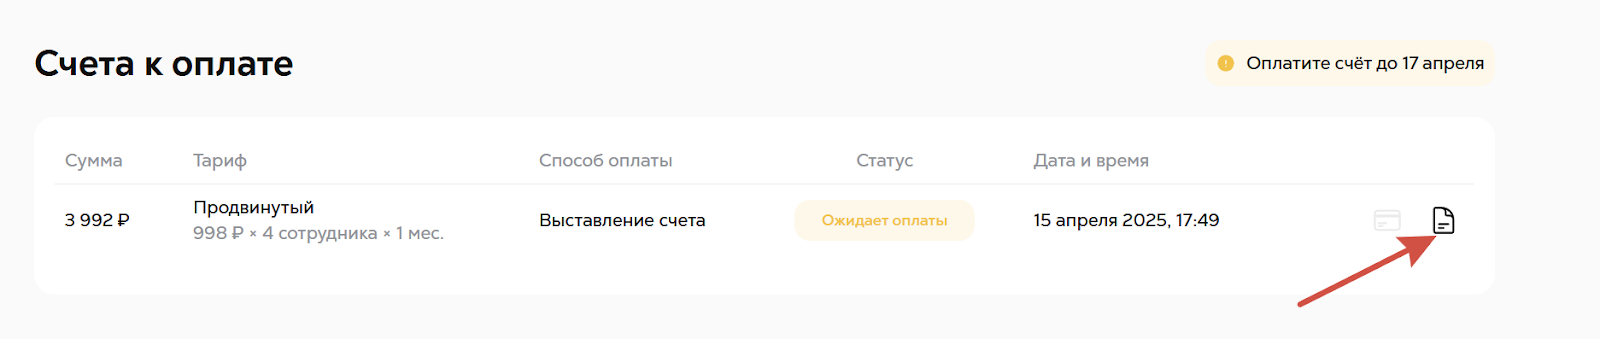 Счета к оплате
Оплатите счёт до 17 апреля
Сумма Тариф Способ оплаты Статус Дата и время
3 992 ₽ Продвинутый Выставление счета Ожидает оплаты 15 апреля 2025, 17:49
998 ₽ × 4 сотрудника × 1 мес.